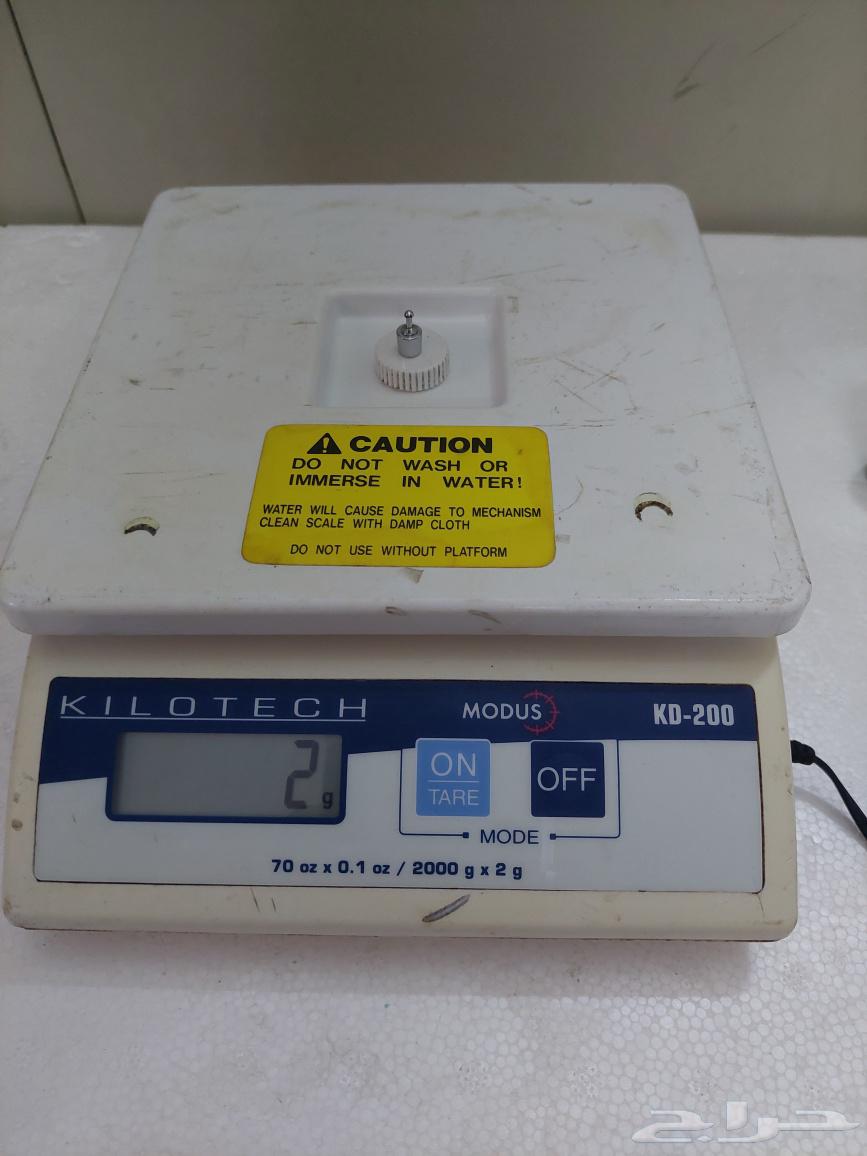 CAUTION
DO NOT WASH OR
IMMERSE IN WATER!
WATER WILL CAUSE DAMAGE TO MECHANISM
CLEAN SCALE WITH DAMP CLOTH
DO NOT USE WITHOUT PLATFORM
KILOTECH
MODUS
KD-200
2 g
ON
TARE
OFF
MODE
70 oz x 0.1 oz / 2000 g x 2 g
حراج